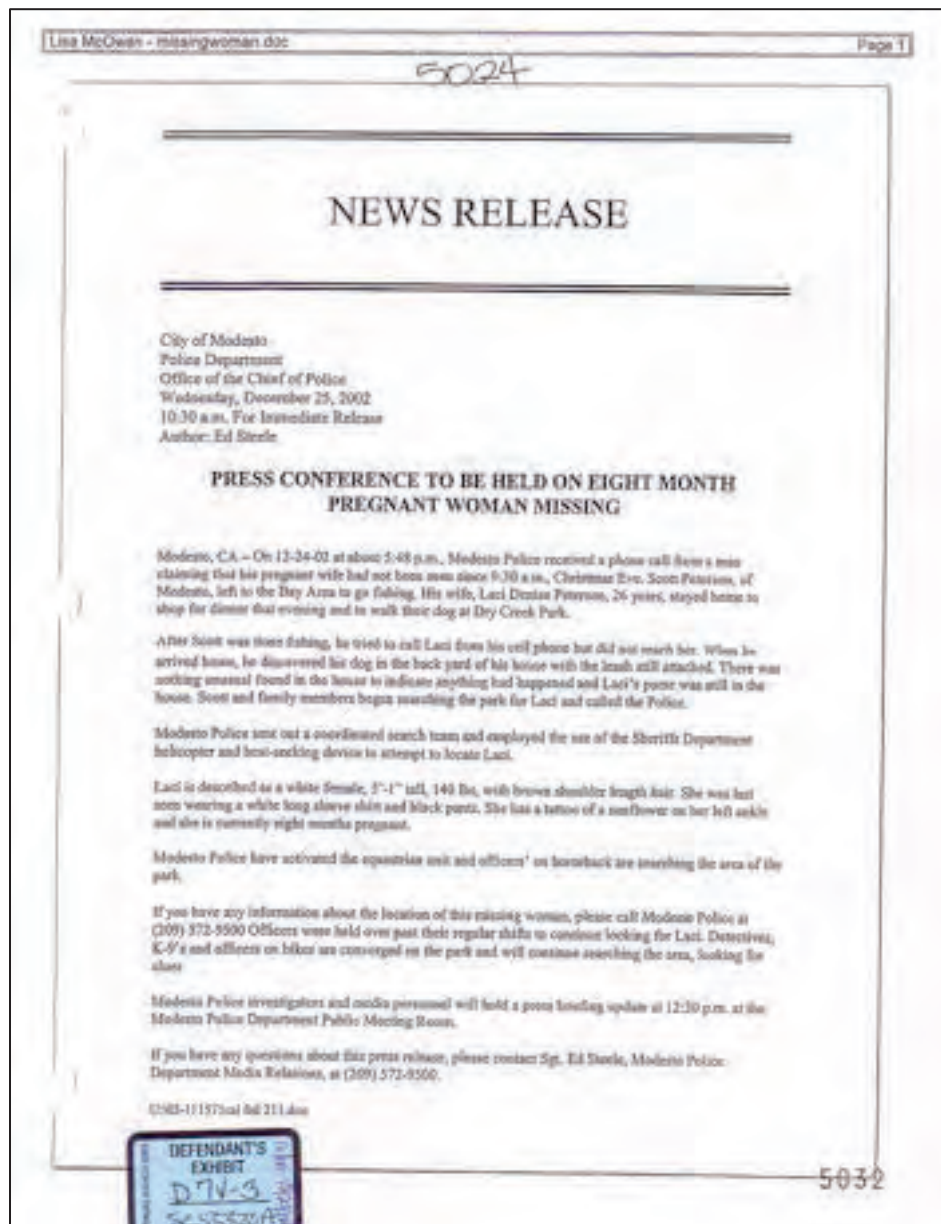 Lisa McOwen - missingwoman.doc Page 1
5024
NEWS RELEASE
City of Modesto
Police Department
Office of the Chief of Police
Wednesday, December 25, 2002
10:30 a.m. For Immediate Release
Author: Ed Steele
PRESS CONFERENCE TO BE HELD ON EIGHT MONTH
PREGNANT WOMAN MISSING
Modesto, CA – On 12-24-02 at about 5:48 p.m., Modesto Police received a phone call from a man
claiming that his pregnant wife had not been seen since 9:30 a.m., Christmas Eve. Scott Peterson, of
Modesto, left to the Bay Area to go fishing. His wife, Laci Denise Peterson, 26 years, stayed home to
shop for dinner that evening and to walk their dog at Dry Creek Park.
After Scott was done fishing, he tried to call Laci from his cell phone but did not reach her. When he
arrived home, he discovered his dog in the back yard of his house with the leash still attached. There was
nothing unusual found in the house to indicate anything had happened and Laci's purse was still in the
house. Scott and family members began searching the park for Laci and called the Police.
Modesto Police sent out a coordinated search team and employed the use of the Sheriffs Department
helicopter and heat-seeking device to attempt to locate Laci.
Laci is described as a white female, 5'-1" tall, 140 lbs, with brown shoulder length hair. She was last
seen wearing a white long sleeve shirt and black pants. She has a tattoo of a sunflower on her left ankle
and she is currently eight months pregnant.
Modesto Police have activated the equestrian unit and officers' on horseback are searching the area of the
park.
If you have any information about the location of this missing woman, please call Modesto Police at
(209) 572-9500 Officers were held over past their regular shifts to continue looking for Laci. Detectives,
K-9's and officers on bikes are converged on the park and will continue searching the area, looking for
clues
Modesto Police investigators and media personnel will hold a press briefing update at 12:30 p.m. at the
Modesto Police Department Public Meeting Room.
If you have any questions about this press release, please contact Sgt. Ed Steele, Modesto Police
Department Media Relations, at (209) 572-9500.
DEFENDANT'S
EXHIBIT
D7V-3
5032